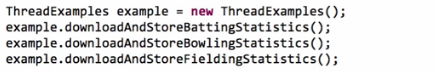 ThreadExamples example = new ThreadExamples();
example.downloadAndStoreBattingStatistics();
example.downloadAndStoreBowlingStatistics();
example.downloadAndStoreFieldingStatistics();